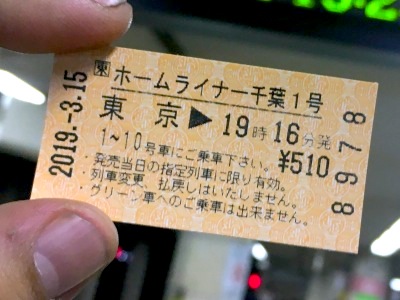 東 ホームライナー千葉1号
東京▶19時16分発
1~10号車にご乗車下さい。 ¥510
・発売当日の指定列車に限り有効。
・列車変更、払戻しはいたしません。
・グリーン車へのご乗車は出来ません。
2019.-3.15
8978